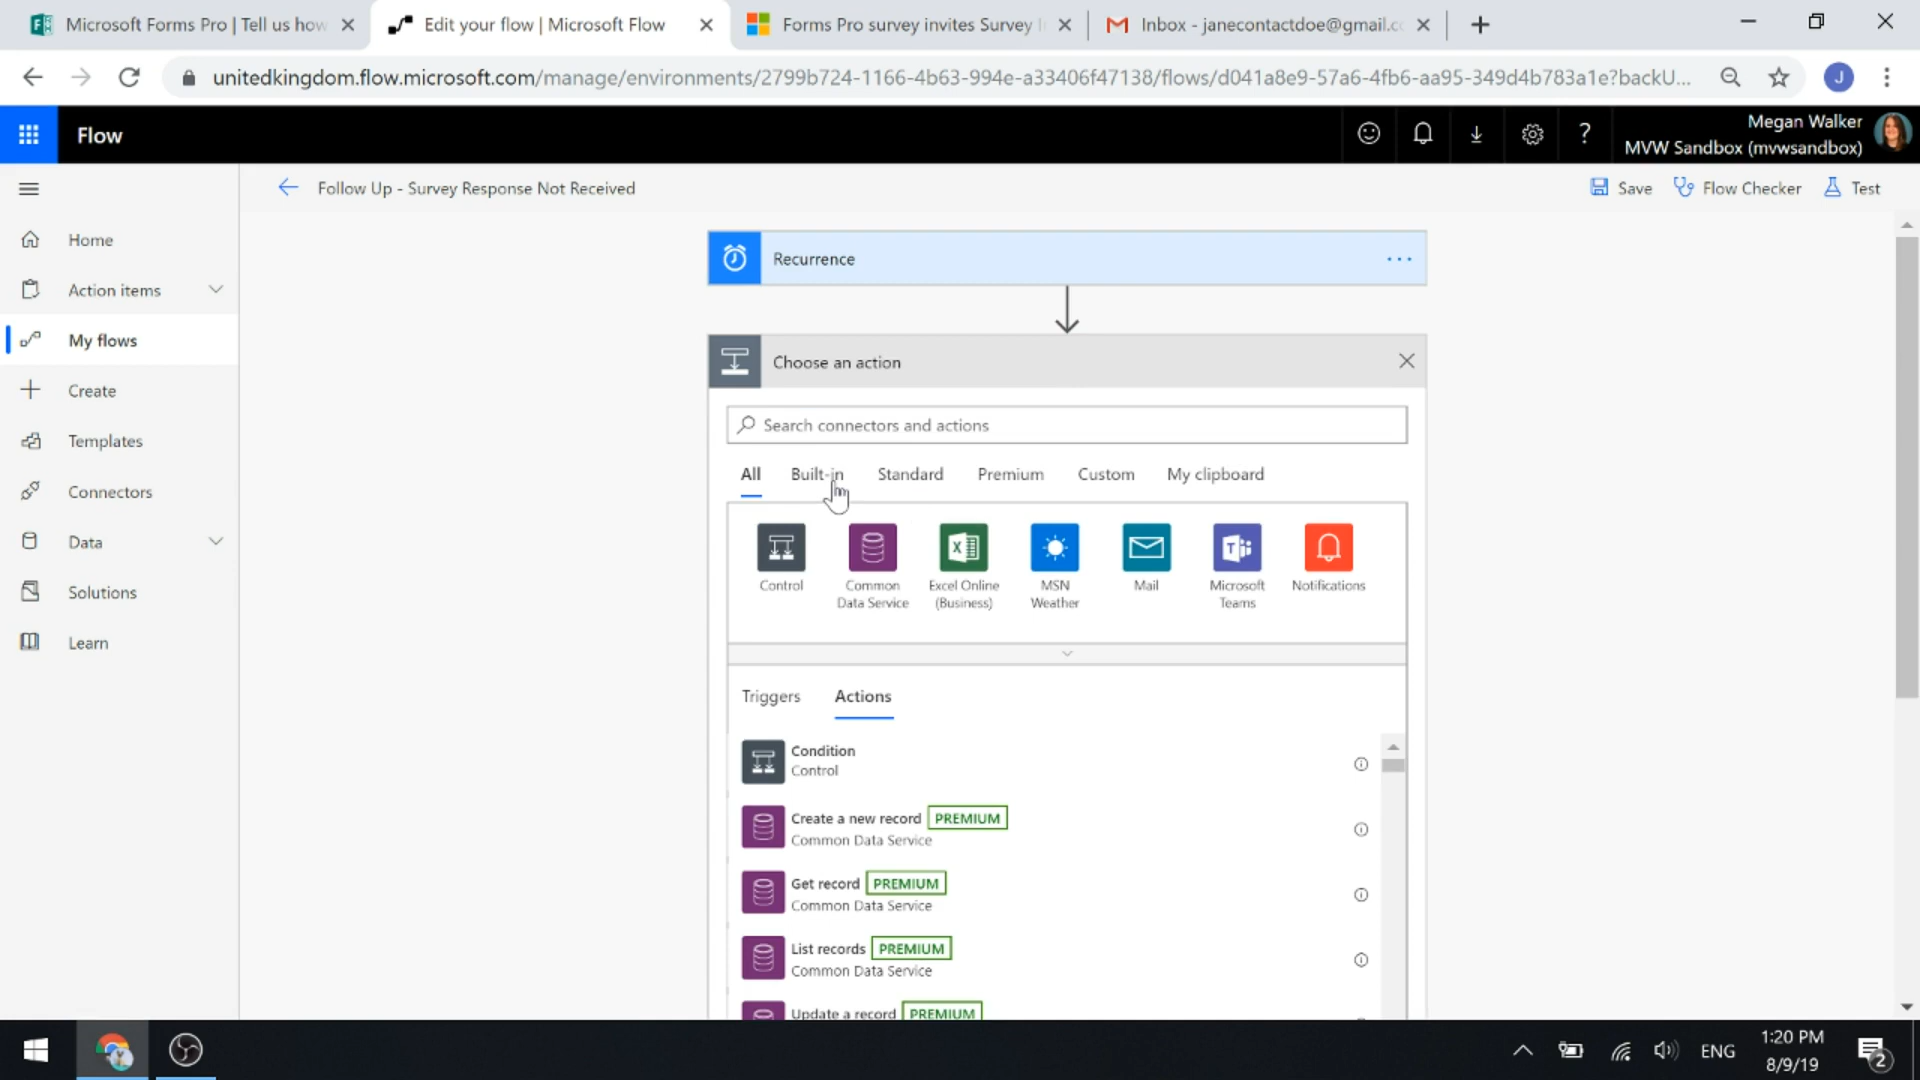 Microsoft Forms Pro | Tell us how
Edit your flow | Microsoft Flow
Forms Pro survey invites Survey I
Inbox - janecontactdoe@gmail.c
unitedkingdom.flow.microsoft.com/manage/environments/2799b724-1166-4b63-994e-a33406f47138/flows/d041a8e9-57a6-4fb6-aa95-349d4b783a1e?backU...
J
Flow
?
Megan Walker
MVW Sandbox (mvwsandbox)
Follow Up - Survey Response Not Received
Save
Flow Checker
Test
Home
Action items
My flows
Create
Templates
Connectors
Data
Solutions
Learn
Recurrence
Choose an action
Search connectors and actions
All
Built-in
Standard
Premium
Custom
My clipboard
Control
Common
Data Service
Excel Online
(Business)
MSN
Weather
Mail
Microsoft
Teams
Notifications
Triggers
Actions
Condition
Control
Create a new record PREMIUM
Common Data Service
Get record PREMIUM
Common Data Service
List records PREMIUM
Common Data Service
Update a record PREMIUM
ENG
1:20 PM
8/9/19
2